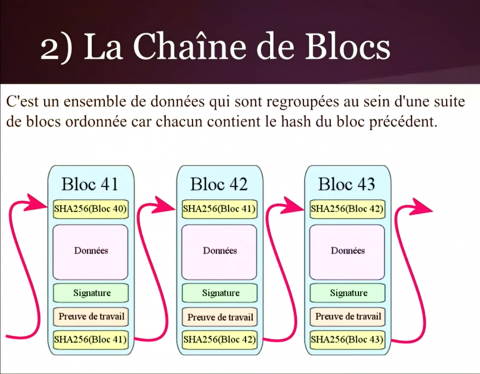 2) La Chaîne de Blocs
C'est un ensemble de données qui sont regroupées au sein d'une suite
de blocs ordonnée car chacun contient le hash du bloc précédent.
Bloc 41
SHA256(Bloc 40)
Données
Signature
Preuve de travail
SHA256(Bloc 41)
Bloc 42
SHA256(Bloc 41)
Données
Signature
Preuve de travail
SHA256(Bloc 42)
Bloc 43
SHA256(Bloc 42)
Données
Signature
Preuve de travail
SHA256(Bloc 43)